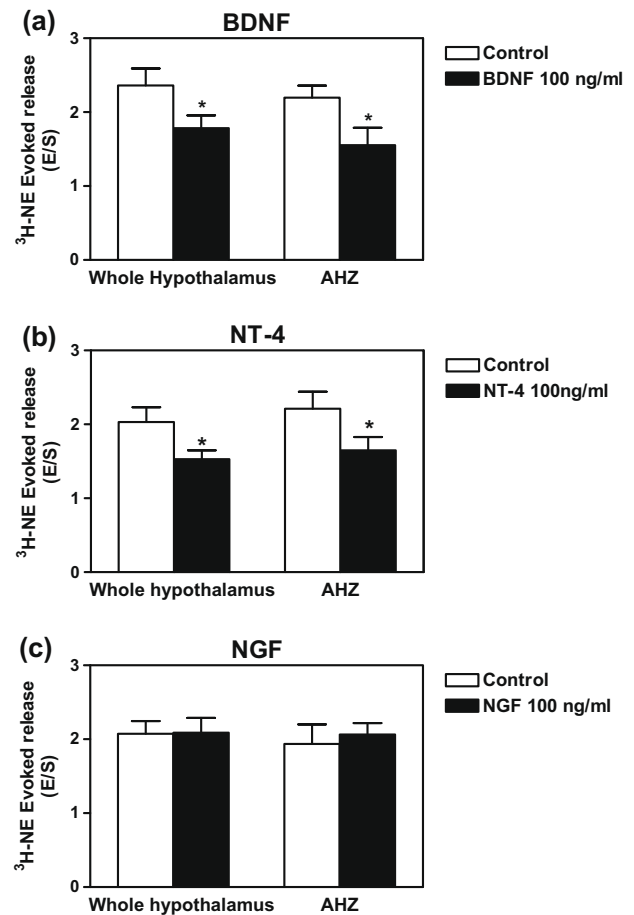 (a)
BDNF
3
2
1
0
³H-NE Evoked release
(E/S)
*
*
Whole Hypothalamus
AHZ
Control
BDNF 100 ng/ml
(b)
NT-4
3
2
1
0
³H-NE Evoked release
(E/S)
*
*
Whole hypothalamus
AHZ
Control
NT-4 100ng/ml
(c)
NGF
3
2
1
0
³H-NE Evoked release
(E/S)
Whole hypothalamus
AHZ
Control
NGF 100 ng/ml